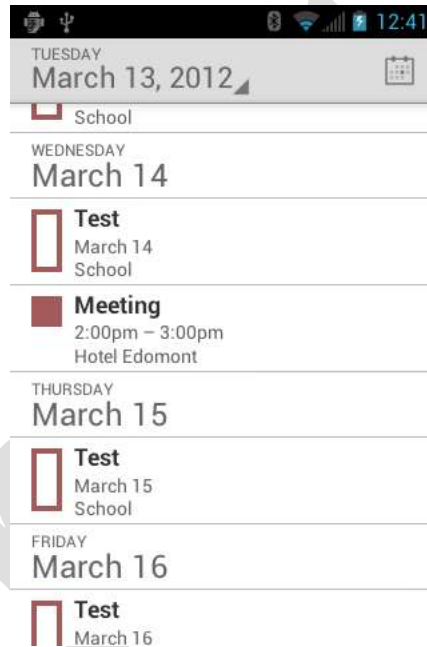 12:41
TUESDAY
March 13, 2012
School
WEDNESDAY
March 14
Test
March 14
School
Meeting
2:00pm – 3:00pm
Hotel Edomont
THURSDAY
March 15
Test
March 15
School
FRIDAY
March 16
Test
March 16